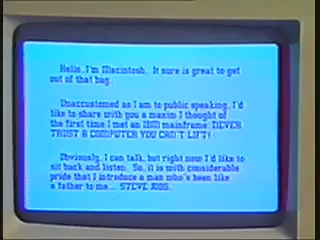 Hello, I'm Macintosh. It sure is great to get
out of that bag.
Unaccustomed as I am to public speaking, I'd
like to share with you a maxim I thought of
the first time I met an IBM mainframe: NEVER
TRUST A COMPUTER YOU CAN'T LIFT!
Obviously, I can talk, but right now I'd like to
sit back and listen. So, it is with considerable
pride that I introduce a man who's been like
a father to me... STEVE JOBS.